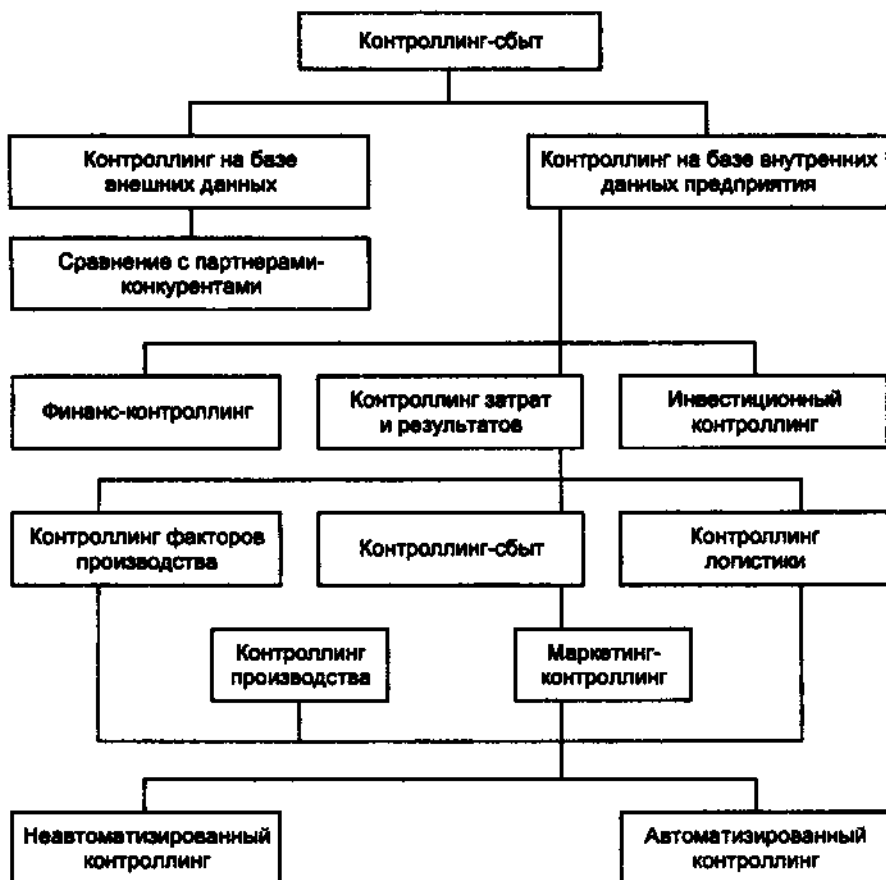 Контроллинг-сбыт
Контроллинг на базе
внешних данных
Контроллинг на базе внутренних
данных предприятия
Сравнение с партнерами-
конкурентами
Финанс-контроллинг
Контроллинг затрат
и результатов
Инвестиционный
контроллинг
Контроллинг факторов
производства
Контроллинг-сбыт
Контроллинг
логистики
Контроллинг
производства
Маркетинг-
контроллинг
Неавтоматизированный
контроллинг
Автоматизированный
контроллинг